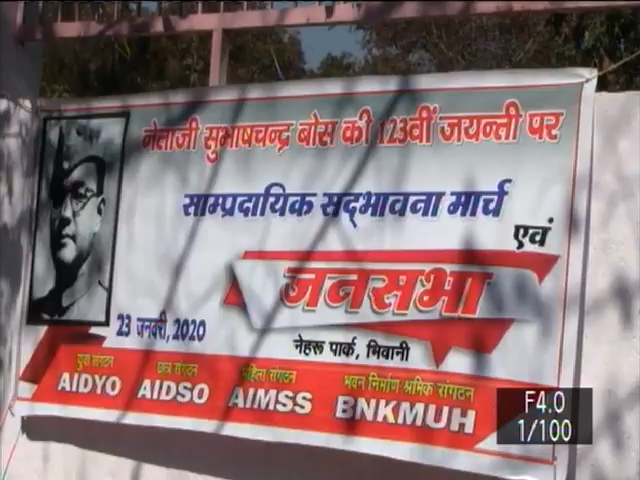 नेताजी सुभाषचन्द्र बोस की 123वीं जयन्ती पर
साम्प्रदायिक सद्भावना मार्च
एवं
जनसभा
23 जनवरी, 2020
नेहरू पार्क, भिवानी
युवा संगठन
AIDYO
छात्र संगठन
AIDSO
महिला संगठन
AIMSS
भवन निर्माण श्रमिक संगठन
BNKMUH
F4.0
1/100